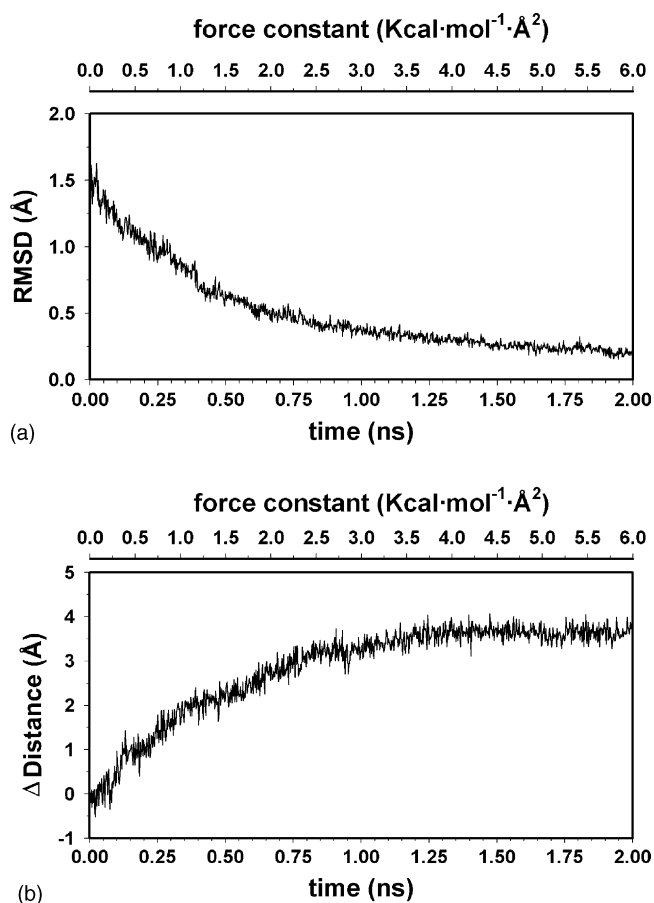 force constant (Kcal·mol⁻¹·Å²)
0.0 0.5 1.0 1.5 2.0 2.5 3.0 3.5 4.0 4.5 5.0 5.5 6.0
2.0
1.5
1.0
0.5
0.0
RMSD (Å)
0.00 0.25 0.50 0.75 1.00 1.25 1.50 1.75 2.00
time (ns)
(a)
force constant (Kcal·mol⁻¹·Å²)
0.0 0.5 1.0 1.5 2.0 2.5 3.0 3.5 4.0 4.5 5.0 5.5 6.0
5
4
3
2
1
0
-1
Δ Distance (Å)
0.00 0.25 0.50 0.75 1.00 1.25 1.50 1.75 2.00
time (ns)
(b)